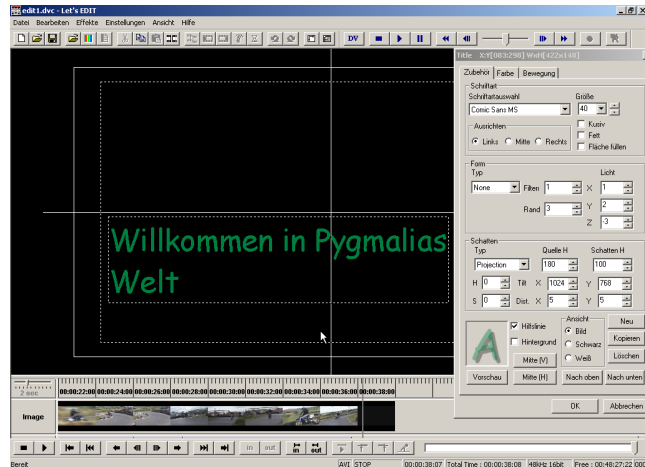 edit1.dvc - Let's EDIT
Datei Bearbeiten Effekte Einstellungen Ansicht Hilfe
DV
Title X:Y[083:298] WxH[422x148]
Zubehör Farbe Bewegung
Schriftart
Schriftartauswahl Größe
Comic Sans MS 40
Ausrichten
Links Mitte Rechts
Kusiv
Fett
Fläche füllen
Form
Typ Licht
None Filten 1 X 1
Rand 3 Y 2
Z -3
Schatten
Typ Quelle H Schatten H
Projection 180 100
H 0 Tilt X 1024 Y 768
S 0 Dist. X 5 Y 5
A
Hilfslinie
Hintergrund
Ansicht
Bild
Schwarz
Weiß
Neu
Kopieren
Löschen
Mitte (V)
Vorschau Mitte (H) Nach oben Nach unten
OK Abbrechen
Willkommen in Pygmalias
Welt
2 sec
00:00:22:00 00:00:24:00 00:00:26:00 00:00:28:00 00:00:30:00 00:00:32:00 00:00:34:00 00:00:36:00 00:00:38:00
Image
in out in out
Bereit AVI STOP 00:00:38:07 Total Time : 00:00:38:08 48kHz 16bit Free : 00:48:27:22